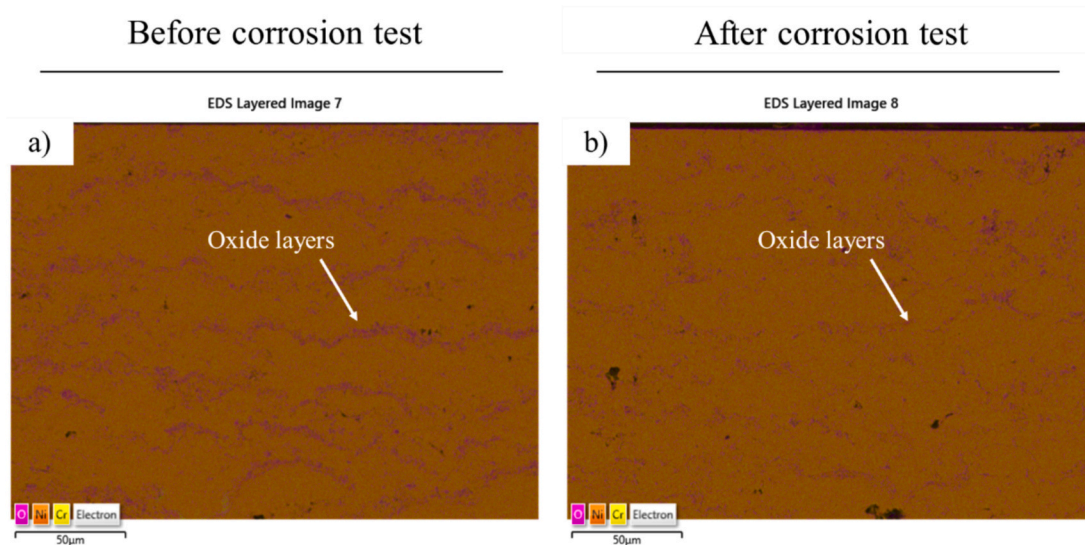 Before corrosion test
After corrosion test
EDS Layered Image 7
EDS Layered Image 8
a)
b)
Oxide layers
Oxide layers
O Ni Cr Electron
50μm
O Ni Cr Electron
50μm